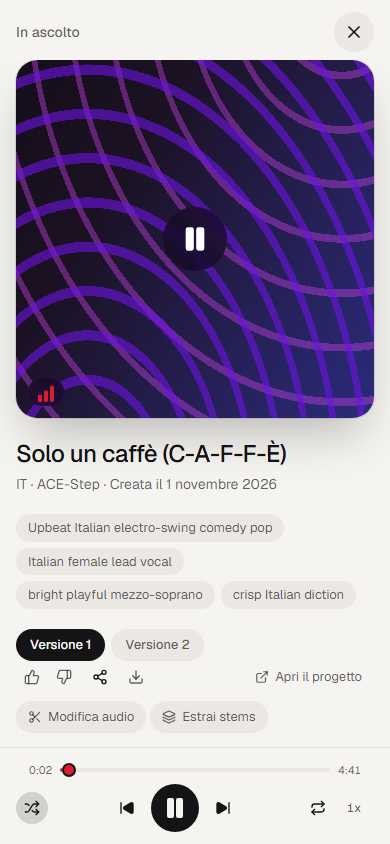 In ascolto
Solo un caffè (C-A-F-F-È)
IT · ACE-Step · Creata il 1 novembre 2026
Upbeat Italian electro-swing comedy pop
Italian female lead vocal
bright playful mezzo-soprano
crisp Italian diction
Versione 1
Versione 2
Apri il progetto
Modifica audio
Estrai stems
0:02
4:41
1x